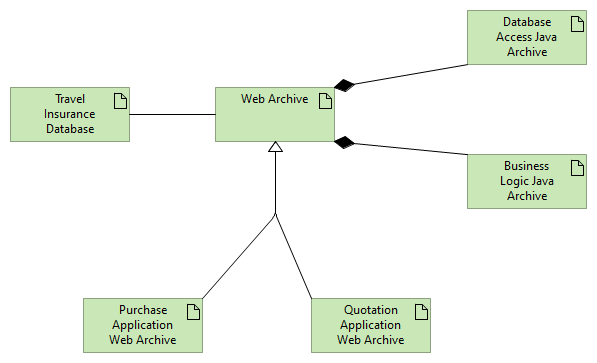 Database
Access Java
Archive
Travel
Insurance
Database
Web Archive
Business
Logic Java
Archive
Purchase
Application
Web Archive
Quotation
Application
Web Archive